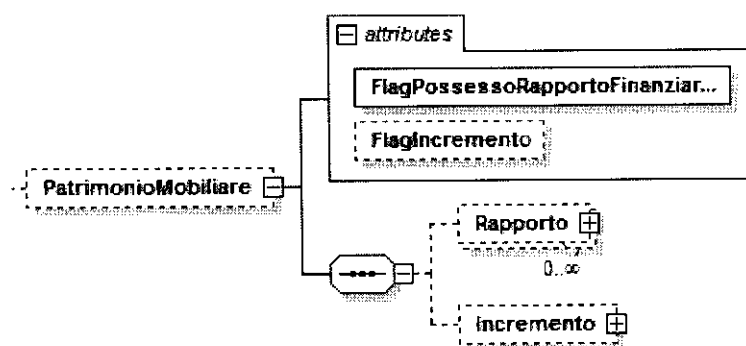 attributes
FlagPossessoRapportoFinanziar...
FlagIncremento
PatrimonioMobiliare
Rapporto
0..∞
Incremento